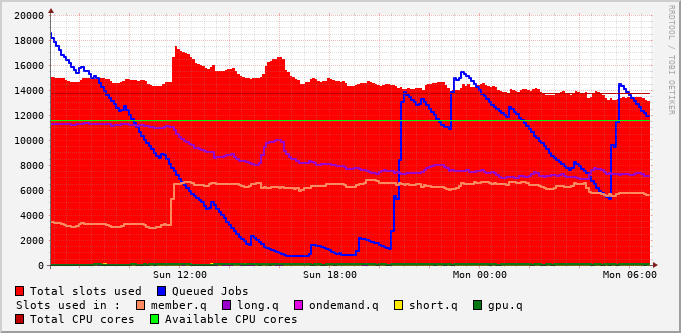 20000
18000
16000
14000
12000
10000
8000
6000
4000
2000
0
Sun 12:00 Sun 18:00 Mon 00:00 Mon 06:00
RRDTOOL / TOBI OETIKER
Total slots used Queued Jobs
Slots used in : member.q long.q ondemand.q short.q gpu.q
Total CPU cores Available CPU cores